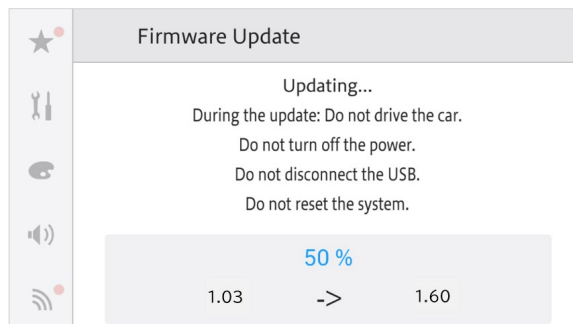 Firmware Update
Updating...
During the update: Do not drive the car.
Do not turn off the power.
Do not disconnect the USB.
Do not reset the system.
50 %
1.03 -> 1.60